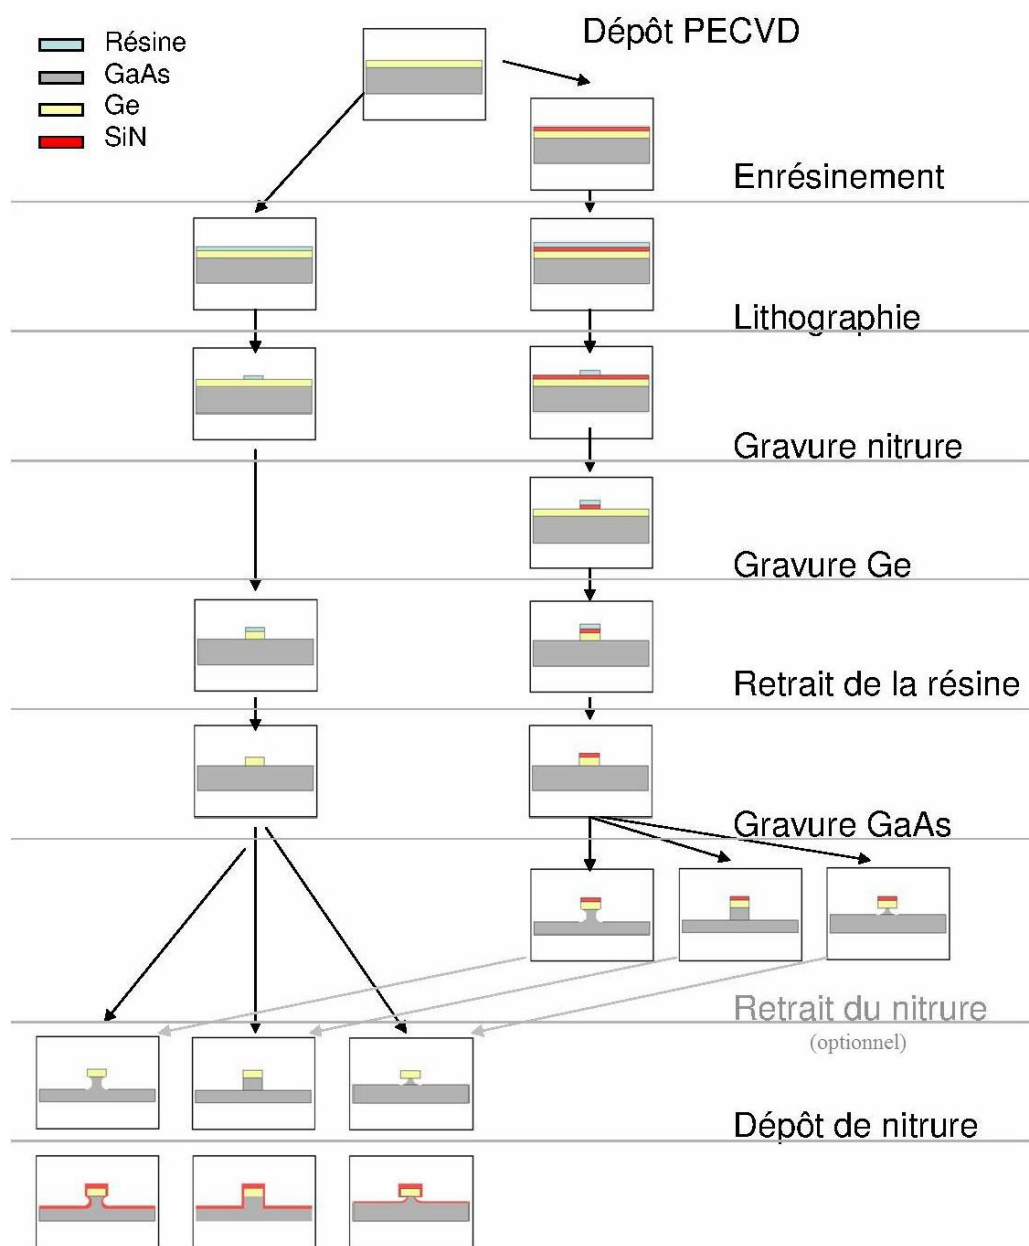 Dépôt PECVD
Résine
GaAs
Ge
SiN
Enrésinement
Lithographie
Gravure nitrure
Gravure Ge
Retrait de la résine
Gravure GaAs
Retrait du nitrure
(optionnel)
Dépôt de nitrure